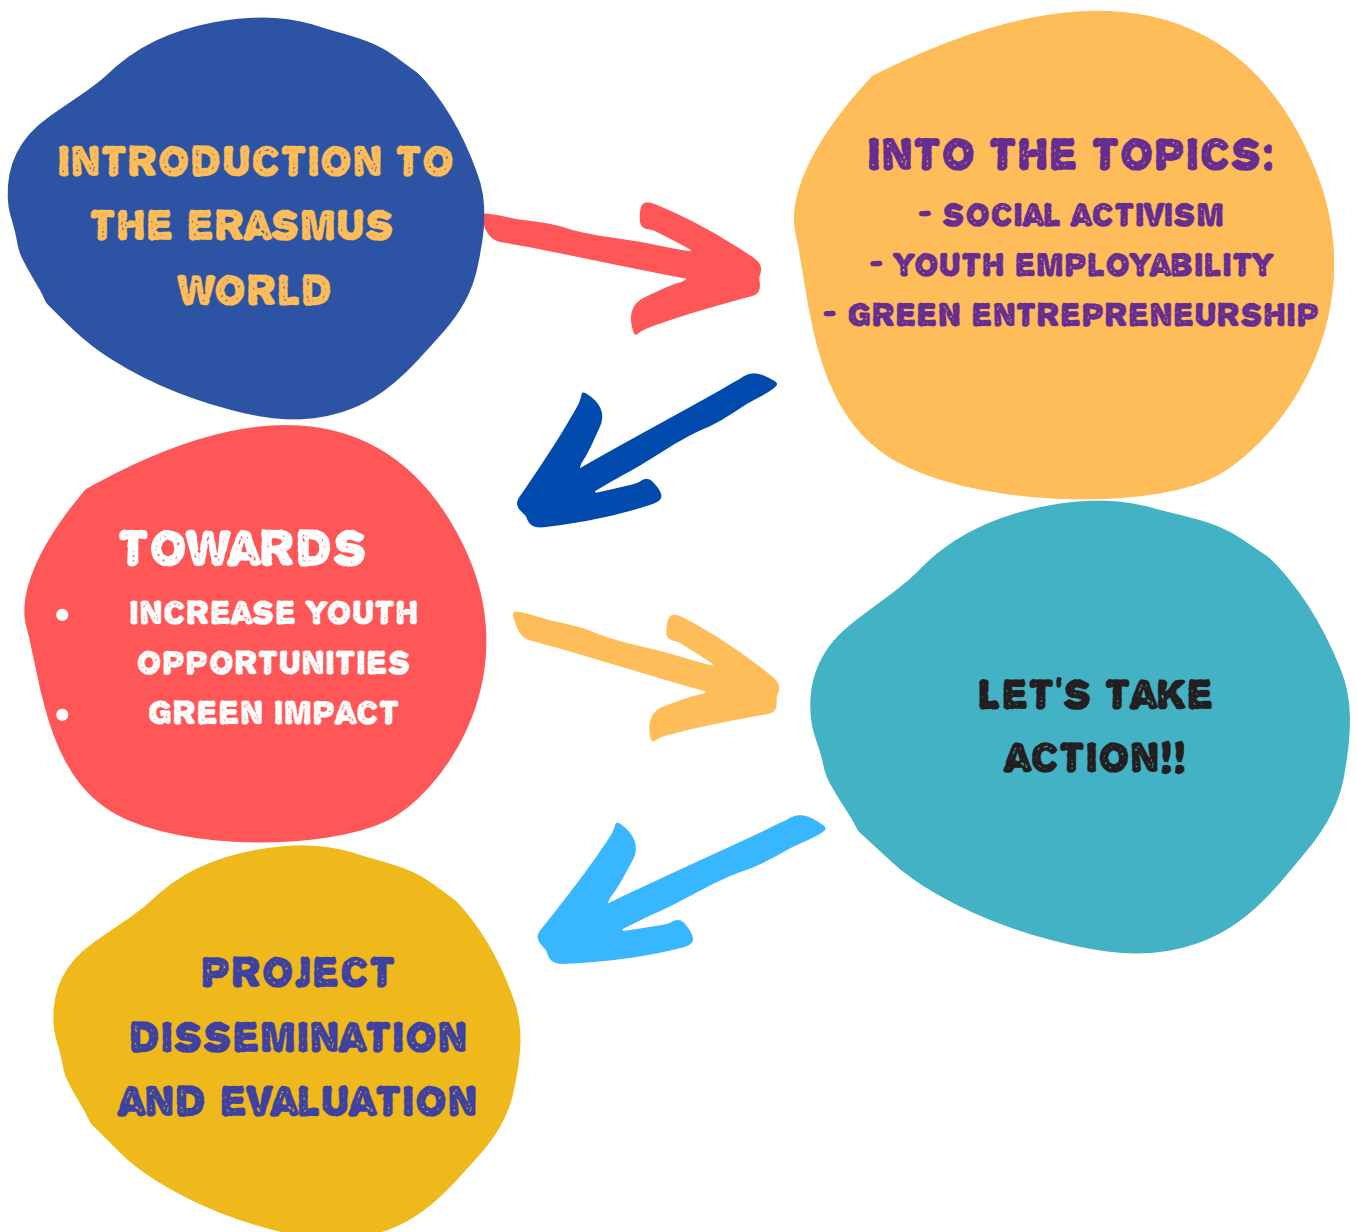 INTRODUCTION TO
THE ERASMUS
WORLD
INTO THE TOPICS:
- SOCIAL ACTIVISM
- YOUTH EMPLOYABILITY
- GREEN ENTREPRENEURSHIP
TOWARDS
• INCREASE YOUTH
OPPORTUNITIES
• GREEN IMPACT
LET'S TAKE
ACTION!!
PROJECT
DISSEMINATION
AND EVALUATION